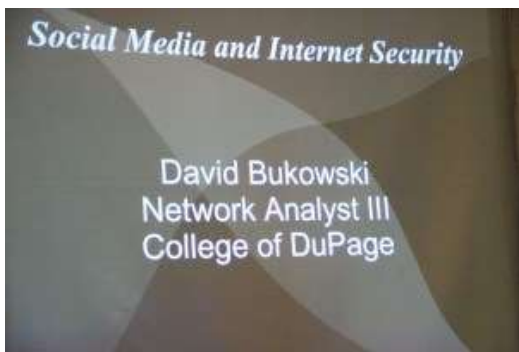 Social Media and Internet Security
David Bukowski
Network Analyst III
College of DuPage